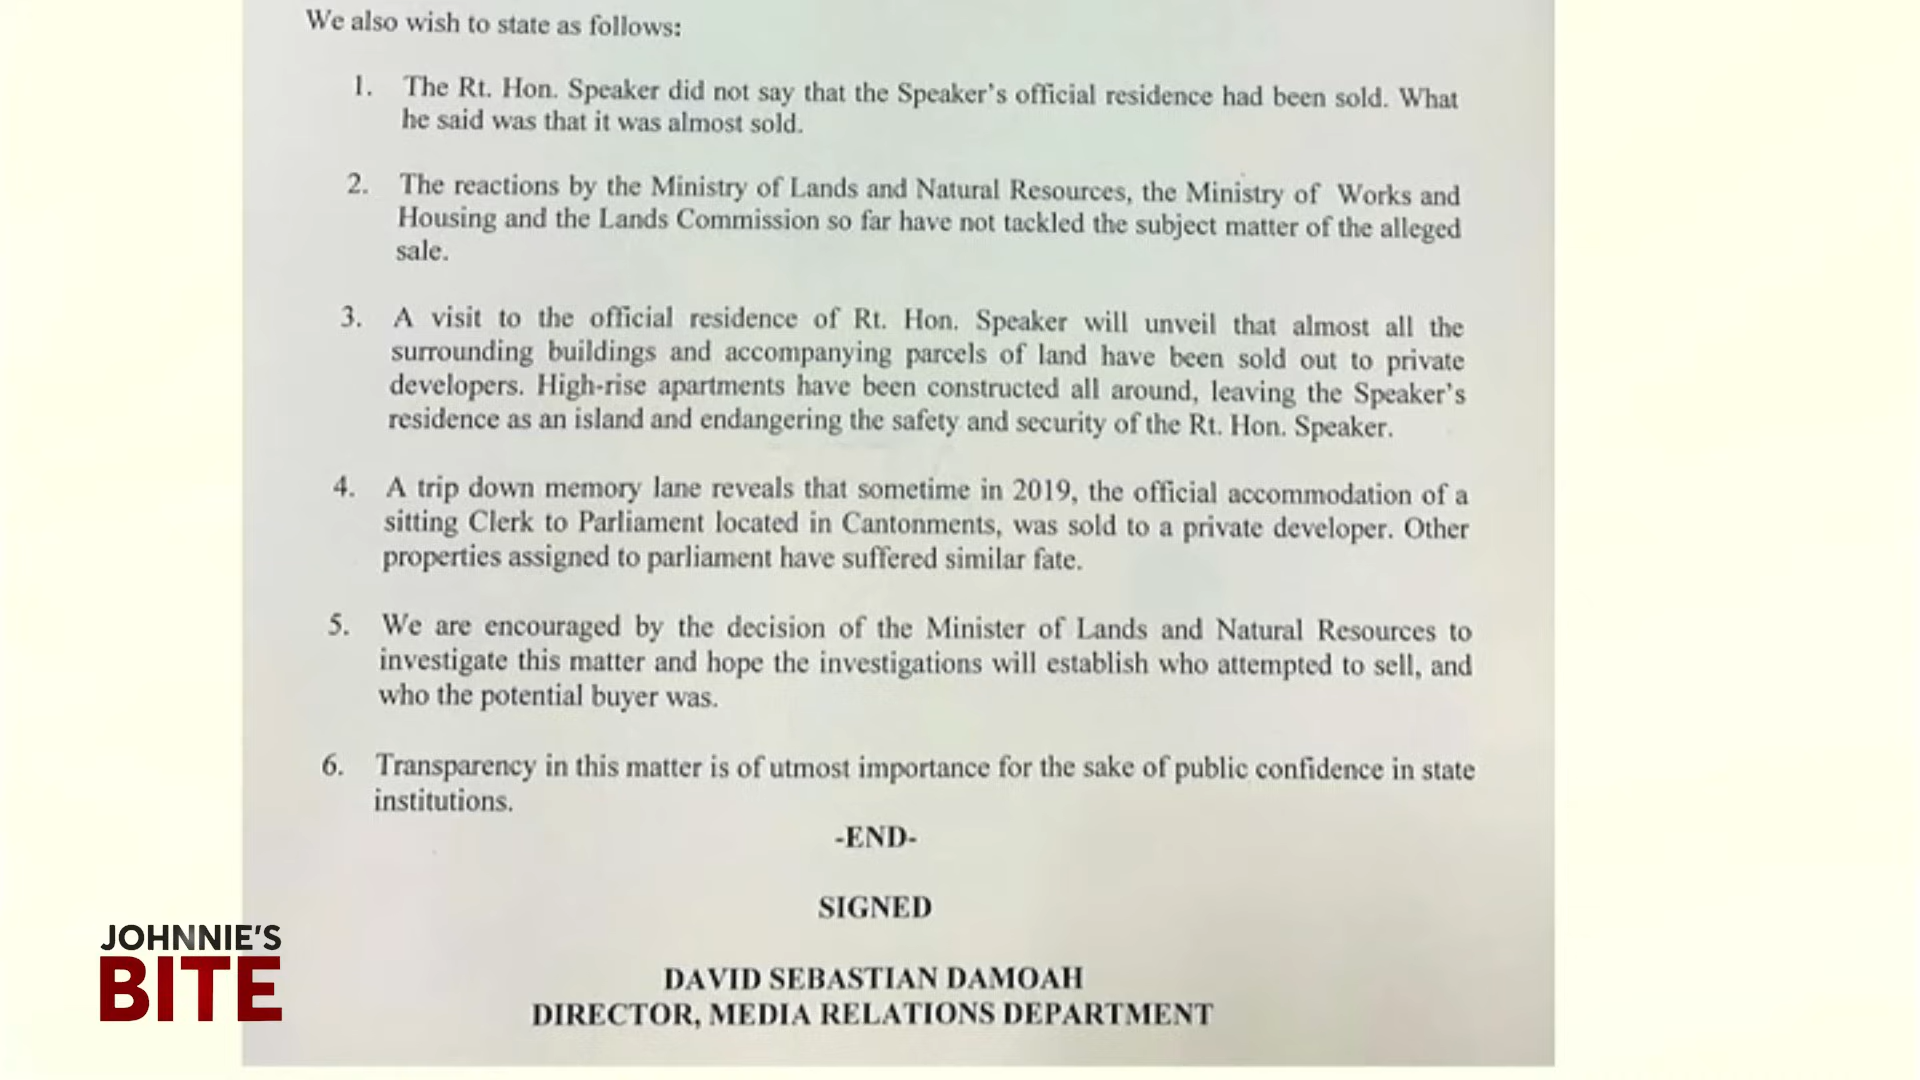 We also wish to state as follows:
1. The Rt. Hon. Speaker did not say that the Speaker's official residence had been sold. What
he said was that it was almost sold.
2. The reactions by the Ministry of Lands and Natural Resources, the Ministry of Works and
Housing and the Lands Commission so far have not tackled the subject matter of the alleged
sale.
3. A visit to the official residence of Rt. Hon. Speaker will unveil that almost all the
surrounding buildings and accompanying parcels of land have been sold out to private
developers. High-rise apartments have been constructed all around, leaving the Speaker's
residence as an island and endangering the safety and security of the Rt. Hon. Speaker.
4. A trip down memory lane reveals that sometime in 2019, the official accommodation of a
sitting Clerk to Parliament located in Cantonments, was sold to a private developer. Other
properties assigned to parliament have suffered similar fate.
5. We are encouraged by the decision of the Minister of Lands and Natural Resources to
investigate this matter and hope the investigations will establish who attempted to sell, and
who the potential buyer was.
6. Transparency in this matter is of utmost importance for the sake of public confidence in state
institutions.
-END-
SIGNED
DAVID SEBASTIAN DAMOAH
DIRECTOR, MEDIA RELATIONS DEPARTMENT
JOHNNIE'S
BITE